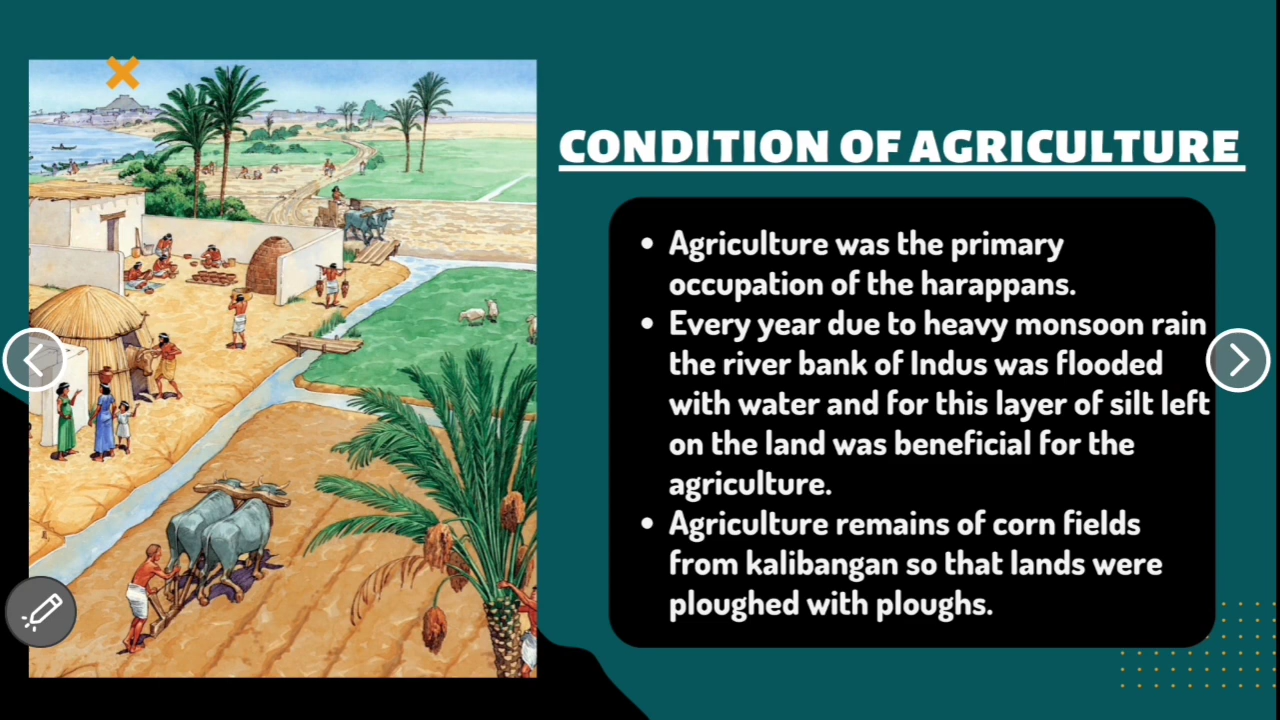 CONDITION OF AGRICULTURE
• Agriculture was the primary
occupation of the harappans.
• Every year due to heavy monsoon rain
the river bank of Indus was flooded
with water and for this layer of silt left
on the land was beneficial for the
agriculture.
• Agriculture remains of corn fields
from kalibangan so that lands were
ploughed with ploughs.